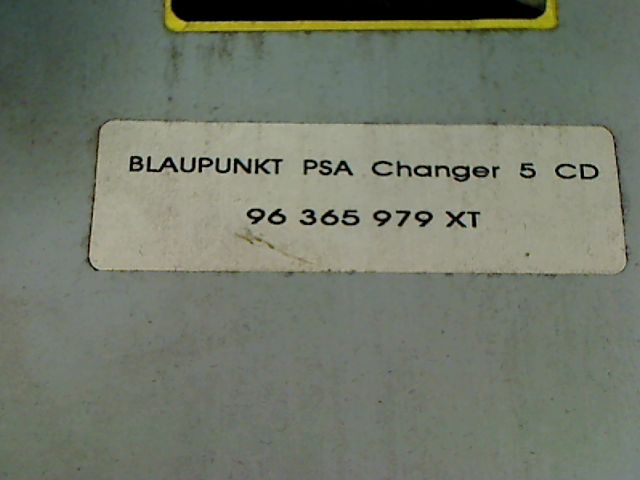 BLAUPUNKT PSA Changer 5 CD
96 365 979 XT